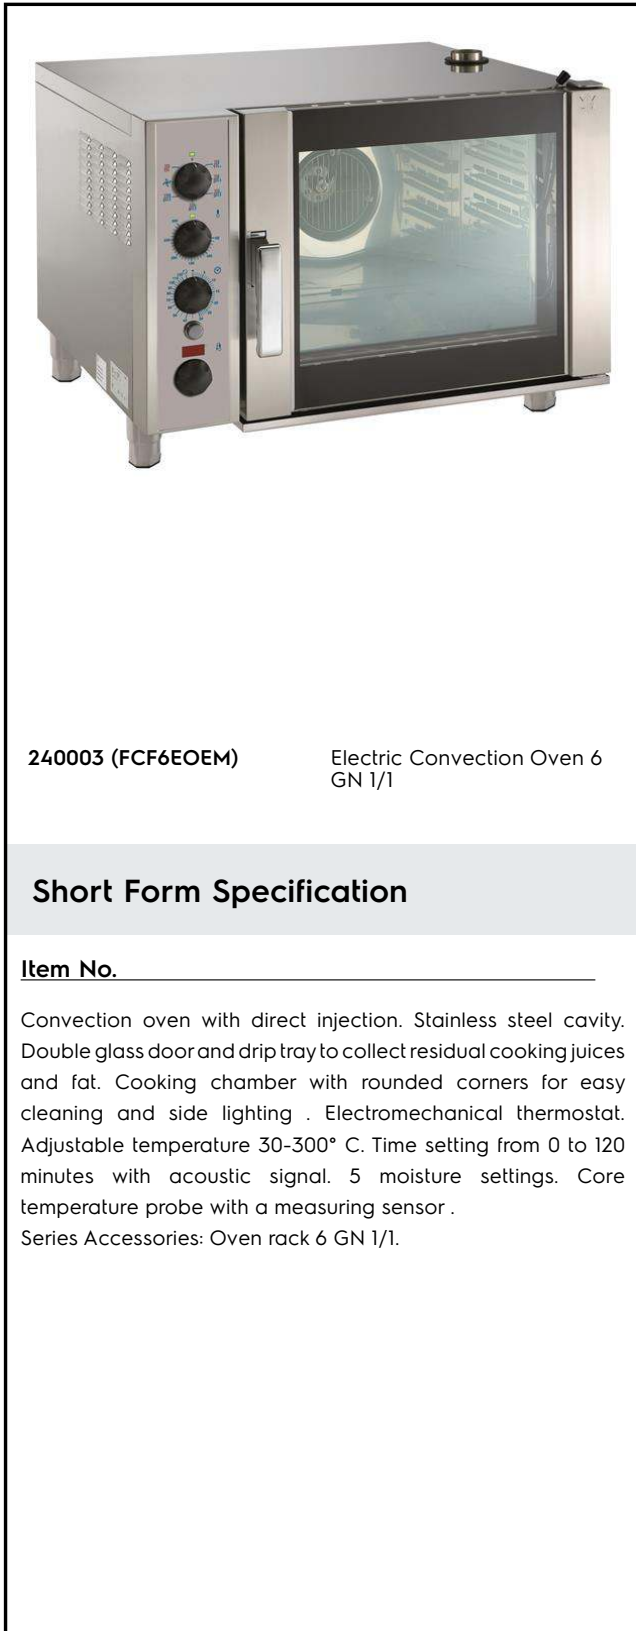 240003 (FCF6EOEM)
Electric Convection Oven 6
GN 1/1
Short Form Specification
Item No.
Convection oven with direct injection. Stainless steel cavity.
Double glass door and drip tray to collect residual cooking juices
and fat. Cooking chamber with rounded corners for easy
cleaning and side lighting . Electromechanical thermostat.
Adjustable temperature 30-300° C. Time setting from 0 to 120
minutes with acoustic signal. 5 moisture settings. Core
temperature probe with a measuring sensor .
Series Accessories: Oven rack 6 GN 1/1.